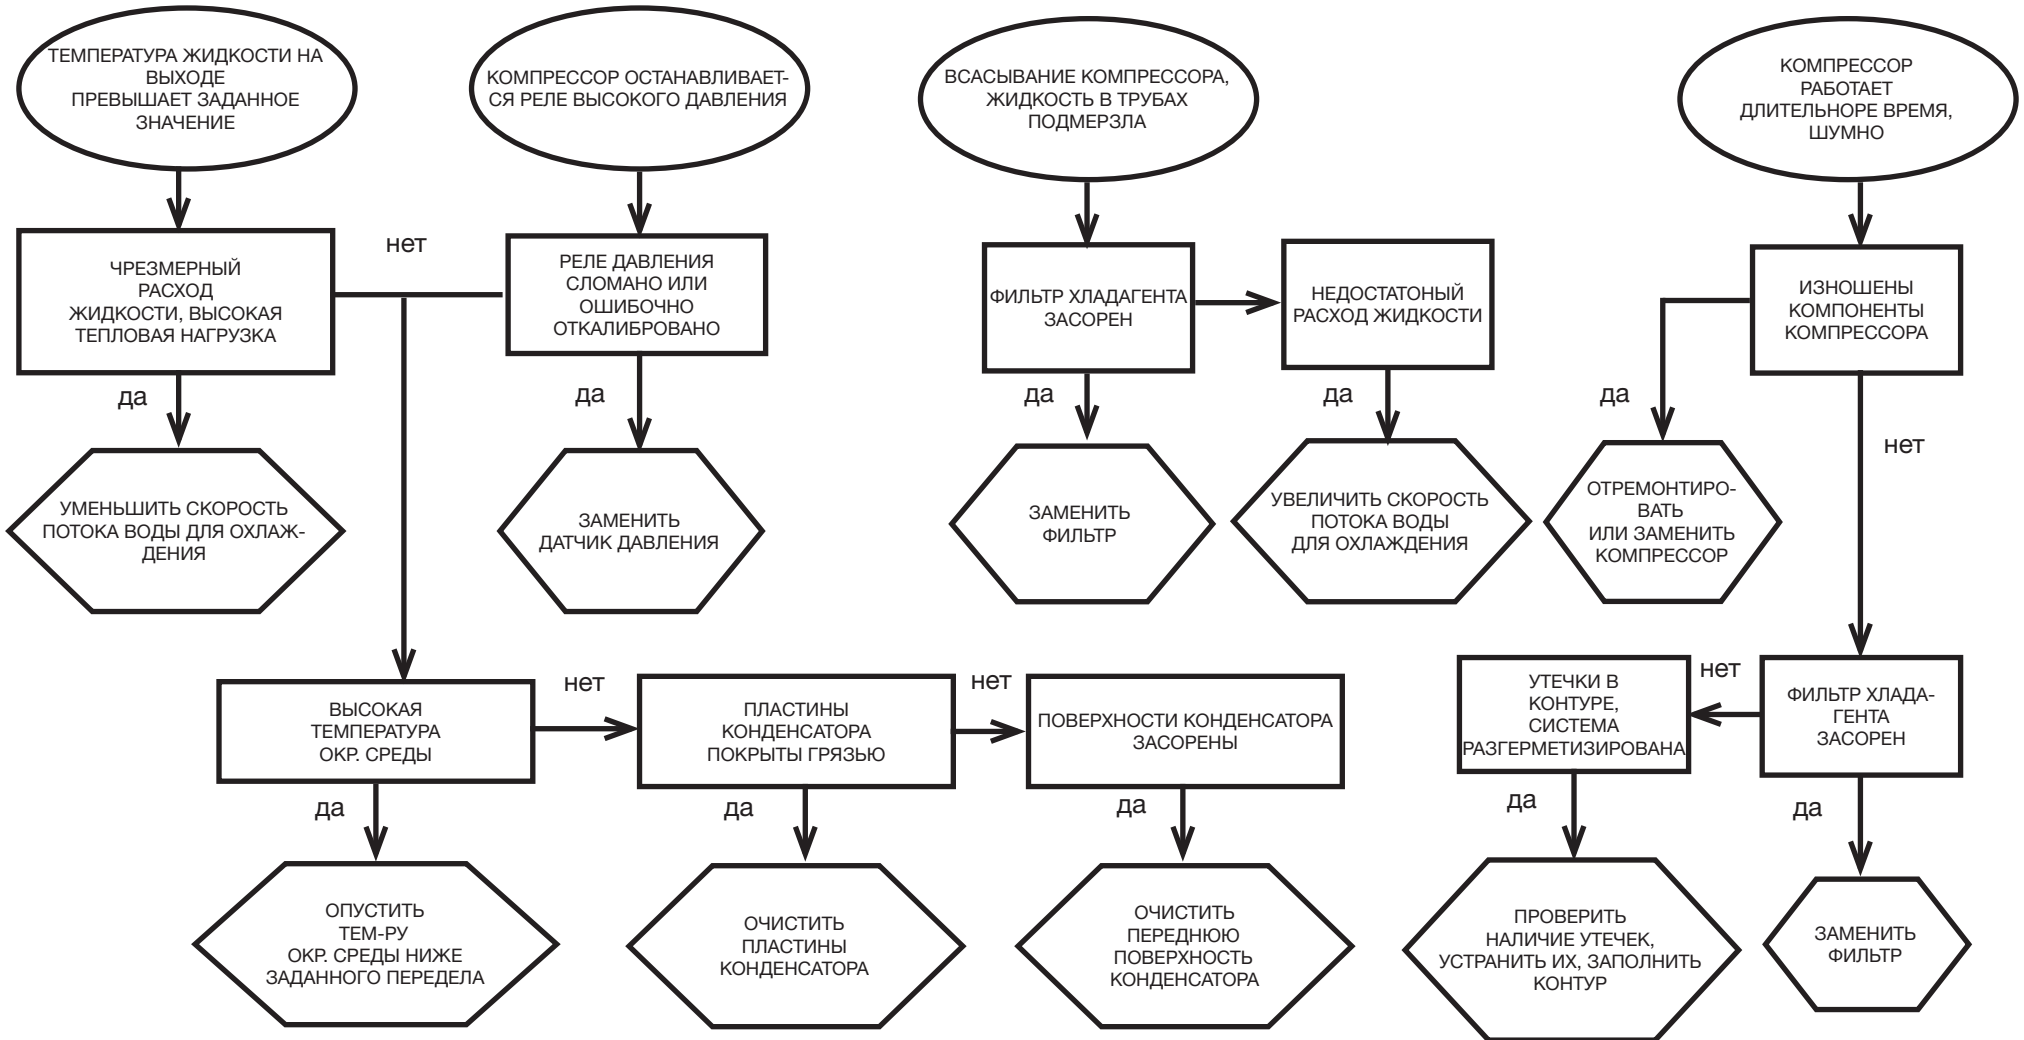 ТЕМПЕРАТУРА ЖИДКОСТИ НА
ВЫХОДЕ
ПРЕВЫШАЕТ ЗАДАННОЕ
ЗНАЧЕНИЕ
КОМПРЕССОР ОСТАНАВЛИВАЕТ-
СЯ РЕЛЕ ВЫСОКОГО ДАВЛЕНИЯ
ВСАСЫВАНИЕ КОМПРЕССОРА,
ЖИДКОСТЬ В ТРУБАХ
ПОДМЕРЗЛА
КОМПРЕССОР
РАБОТАЕТ
ДЛИТЕЛЬНОРЕ ВРЕМЯ,
ШУМНО
ЧРЕЗМЕРНЫЙ
РАСХОД
ЖИДКОСТИ, ВЫСОКАЯ
ТЕПЛОВАЯ НАГРУЗКА
нет
РЕЛЕ ДАВЛЕНИЯ
СЛОМАНО ИЛИ
ОШИБОЧНО
ОТКАЛИБРОВАНО
ФИЛЬТР ХЛАДАГЕНТА
ЗАСОРЕН
НЕДОСТАТОНЫЙ
РАСХОД ЖИДКОСТИ
ИЗНОШЕНЫ
КОМПОНЕНТЫ
КОМПРЕССОРА
да
да
да
да
да
нет
УМЕНЬШИТЬ СКОРОСТЬ
ПОТОКА ВОДЫ ДЛЯ ОХЛАЖ-
ДЕНИЯ
ЗАМЕНИТЬ
ДАТЧИК ДАВЛЕНИЯ
ЗАМЕНИТЬ
ФИЛЬТР
УВЕЛИЧИТЬ СКОРОСТЬ
ПОТОКА ВОДЫ
ДЛЯ ОХЛАЖДЕНИЯ
ОТРЕМОНТИРО-
ВАТЬ
ИЛИ ЗАМЕНИТЬ
КОМПРЕССОР
ВЫСОКАЯ
ТЕМПЕРАТУРА
ОКР. СРЕДЫ
нет
ПЛАСТИНЫ
КОНДЕНСАТОРА
ПОКРЫТЫ ГРЯЗЬЮ
нет
ПОВЕРХНОСТИ КОНДЕНСАТОРА
ЗАСОРЕНЫ
УТЕЧКИ В
КОНТУРЕ,
СИСТЕМА
РАЗГЕРМЕТИЗИРОВАНА
нет
ФИЛЬТР ХЛАДА-
ГЕНТА
ЗАСОРЕН
да
да
да
да
да
ОПУСТИТЬ
ТЕМ-РУ
ОКР. СРЕДЫ НИЖЕ
ЗАДАННОГО ПЕРЕДЕЛА
ОЧИСТИТЬ
ПЛАСТИНЫ
КОНДЕНСАТОРА
ОЧИСТИТЬ
ПЕРЕДНЮЮ
ПОВЕРХНОСТЬ
КОНДЕНСАТОРА
ПРОВЕРИТЬ
НАЛИЧИЕ УТЕЧЕК,
УСТРАНИТЬ ИХ, ЗАПОЛНИТЬ
КОНТУР
ЗАМЕНИТЬ
ФИЛЬТР